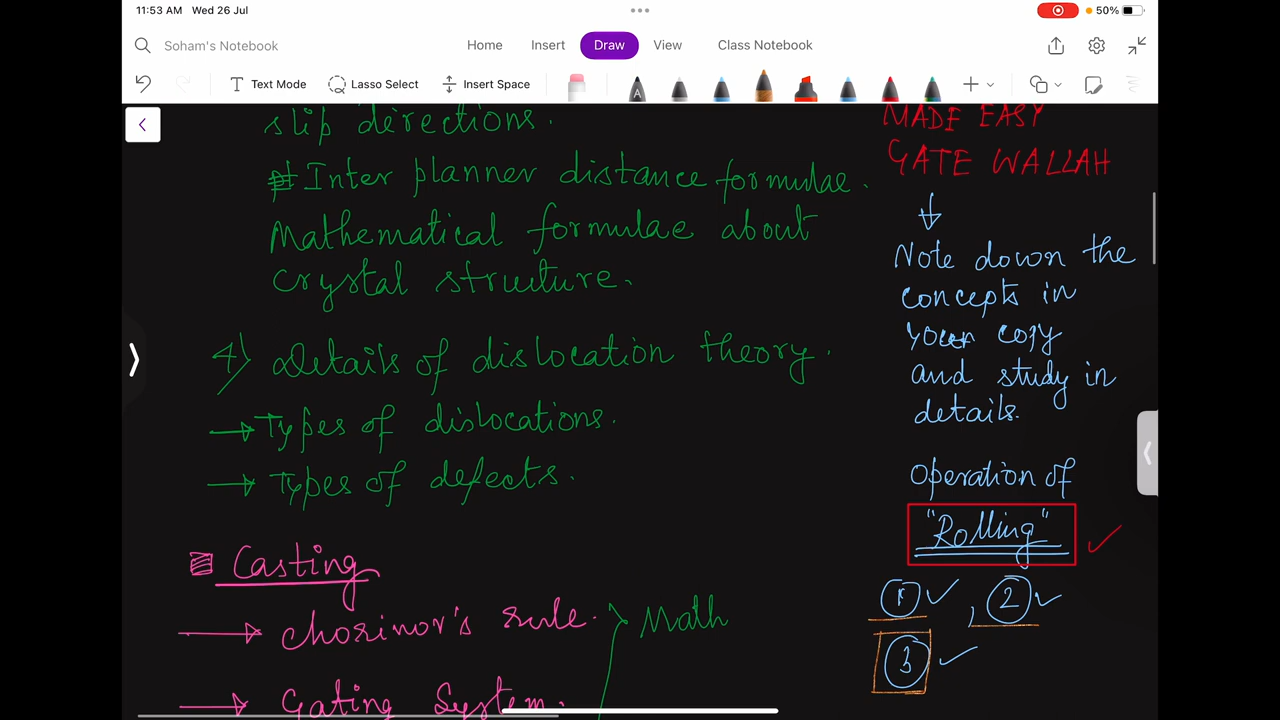 11:53 AM Wed 26 Jul
50%
Soham's Notebook
Home
Insert
Draw
View
Class Notebook
Text Mode
Lasso Select
Insert Space
A
slip directions.
# Inter planner distance formulae.
Mathematical formulae about
crystal structure.
4) Details of dislocation theory.
→ Types of dislocations.
→ Types of defects.
Casting
→ Chorinor's rule. Math
→ Gating System.
MADE EASY
GATE WALLAH
↓
Note down the
concepts in
your copy
and study in
details.
Operation of
"Rolling" ✓
1 ✓, 2 ✓
3 ✓